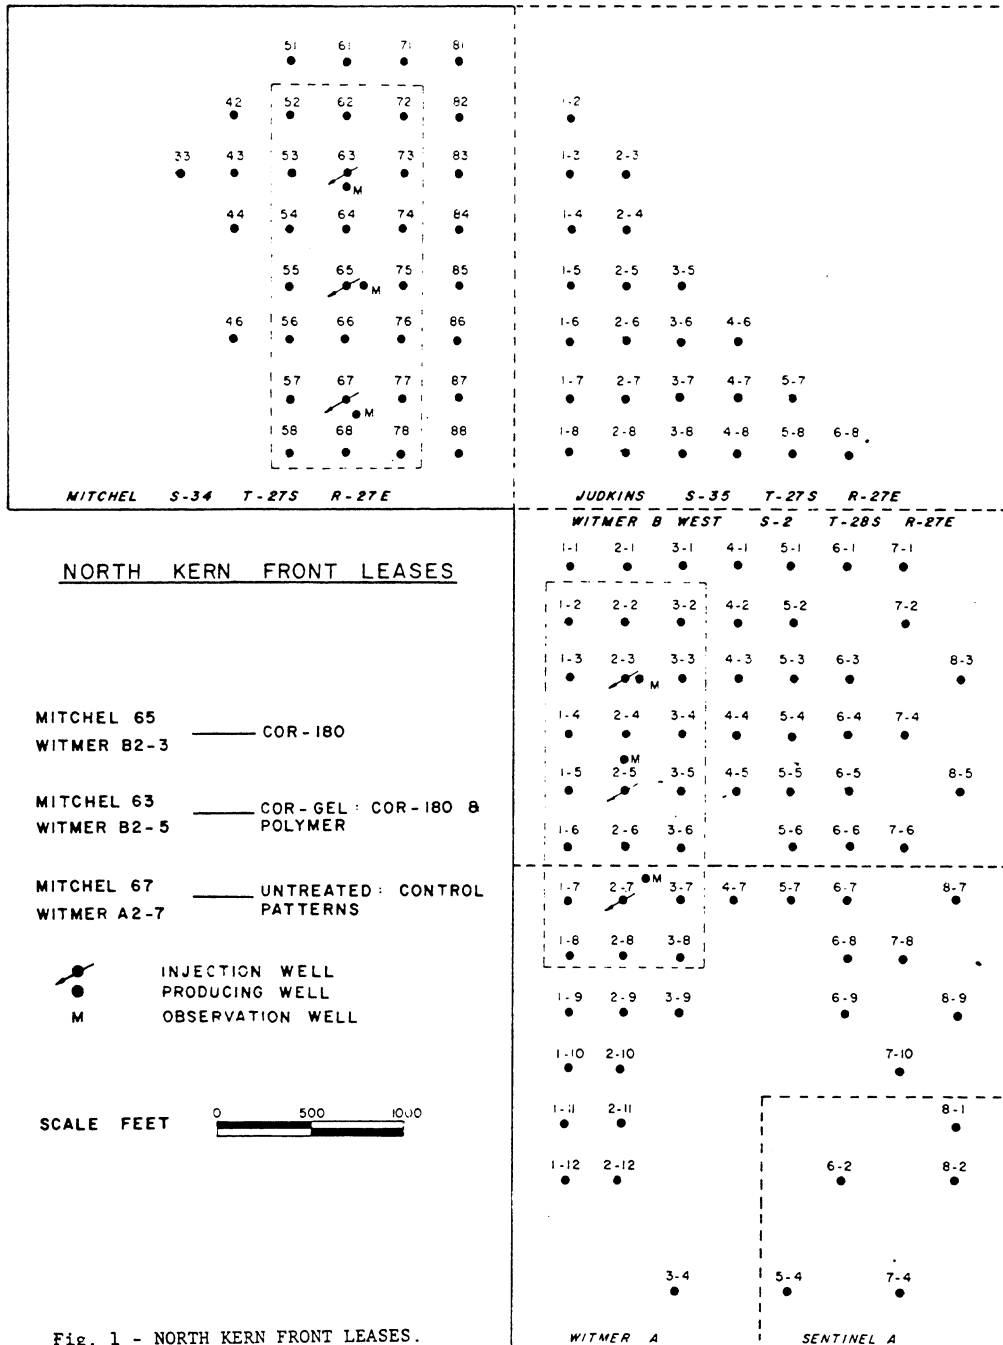 51 61 71 81
42 52 62 72 82 1-2
33 43 53 63 73 83 1-3 2-3
M
44 54 64 74 84 1-4 2-4
55 65 75 85 1-5 2-5 3-5
M
46 56 66 76 86 1-6 2-6 3-6 4-6
57 67 77 87 1-7 2-7 3-7 4-7 5-7
M
58 68 78 88 1-8 2-8 3-8 4-8 5-8 6-8
MITCHEL S-34 T-27S R-27E JUDKINS S-35 T-27S R-27E
WITMER B WEST S-2 T-28S R-27E
1-1 2-1 3-1 4-1 5-1 6-1 7-1
NORTH KERN FRONT LEASES
1-2 2-2 3-2 4-2 5-2 7-2
1-3 2-3 3-3 4-3 5-3 6-3 8-3
M
1-4 2-4 3-4 4-4 5-4 6-4 7-4
M
1-5 2-5 3-5 4-5 5-5 6-5 8-5
1-6 2-6 3-6 5-6 6-6 7-6
M
1-7 2-7 3-7 4-7 5-7 6-7 8-7
1-8 2-8 3-8 6-8 7-8
1-9 2-9 3-9 6-9 8-9
1-10 2-10 7-10
1-11 2-11 8-1
1-12 2-12 6-2 8-2
3-4 5-4 7-4
WITMER A SENTINEL A
MITCHEL 65
WITMER B2-3
COR-180
MITCHEL 63
WITMER B2-5
COR-GEL: COR-180 &
POLYMER
MITCHEL 67
WITMER A2-7
UNTREATED: CONTROL
PATTERNS
INJECTION WELL
PRODUCING WELL
M OBSERVATION WELL
SCALE FEET 0 500 1000
Fig. 1 - NORTH KERN FRONT LEASES.